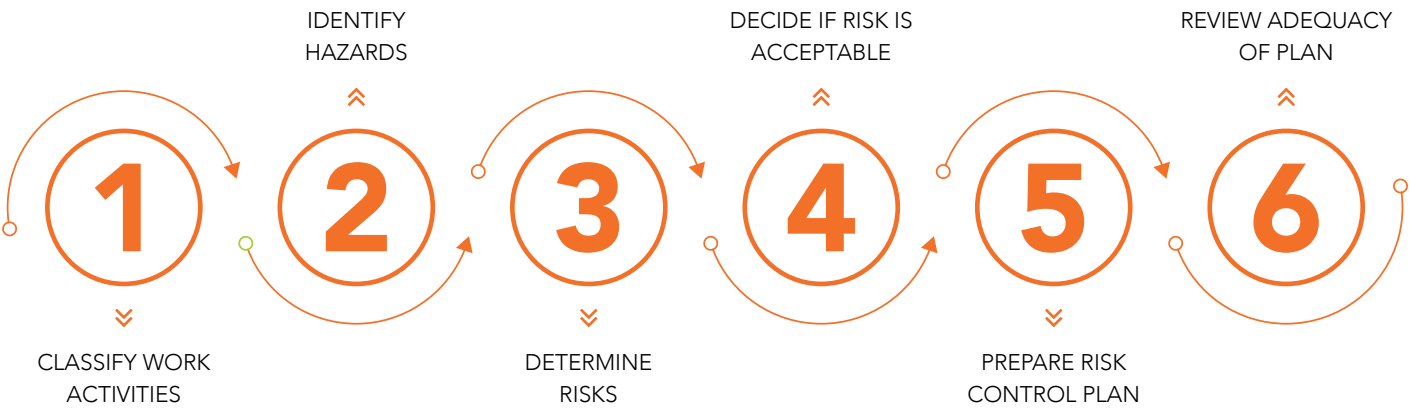 IDENTIFY
HAZARDS
DECIDE IF RISK IS
ACCEPTABLE
REVIEW ADEQUACY
OF PLAN
1
2
3
4
5
6
CLASSIFY WORK
ACTIVITIES
DETERMINE
RISKS
PREPARE RISK
CONTROL PLAN